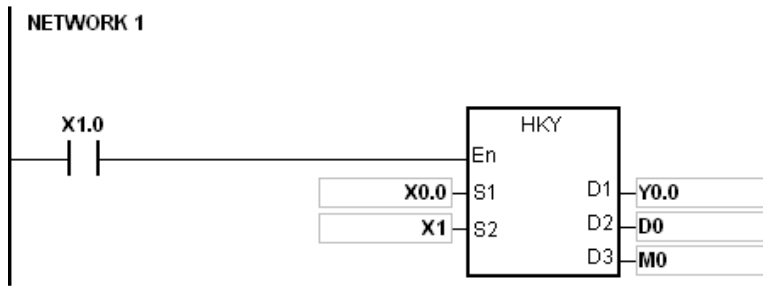 NETWORK 1
X1.0
HKY
En
X0.0 S1 D1 Y0.0
X1 S2 D2 D0
D3 M0